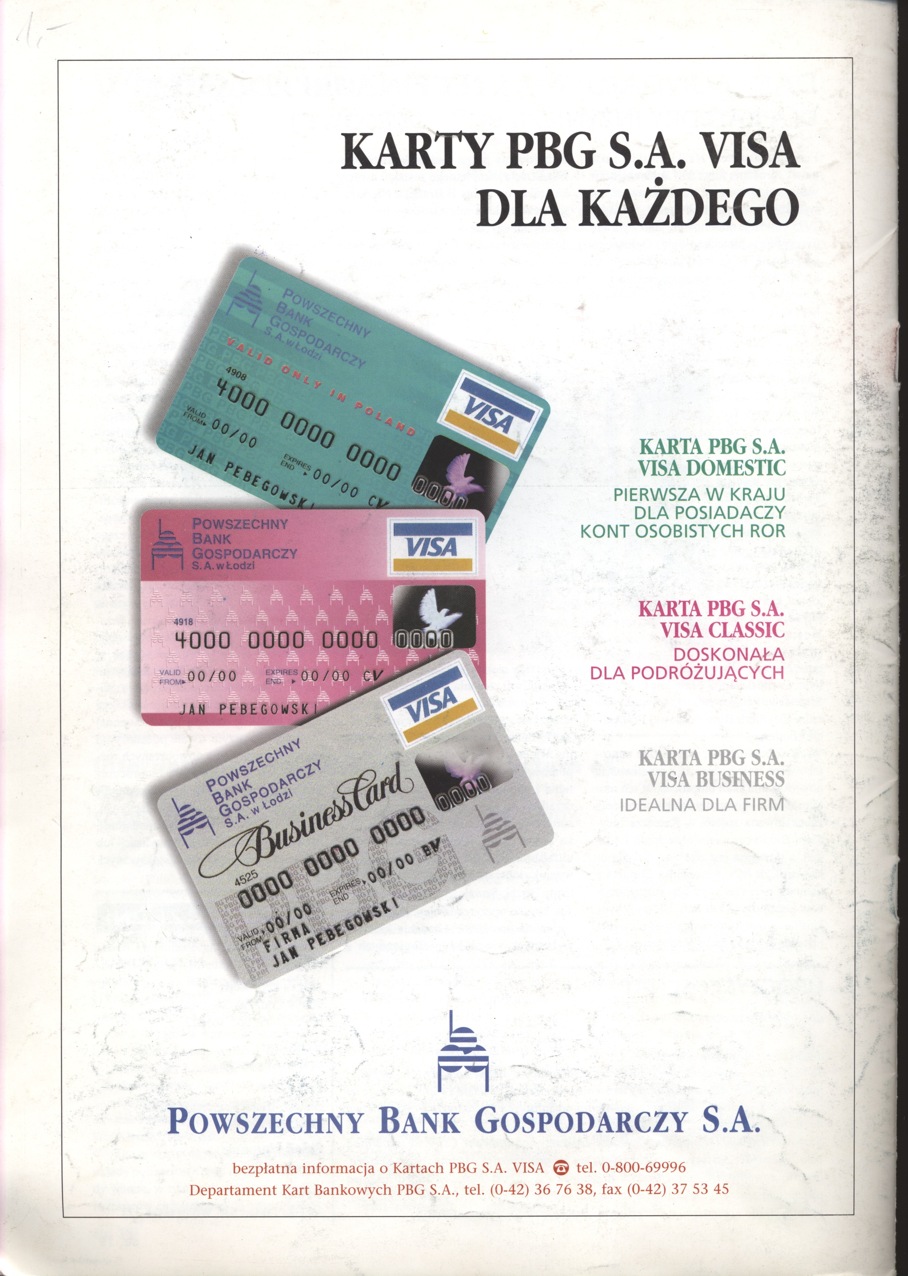 1,-
KARTY PBG S.A. VISA
DLA KAŻDEGO
POWSZECHNY
BANK
GOSPODARCZY
S.A. w Łodzi
VALID ONLY IN POLAND
4908
4000 0000 0000 0000
VALID
FROM▸ 00/00 EXPIRES
END ▸ 00/00 CV
JAN PEBEGOWSKI
VISA
KARTA PBG S.A.
VISA DOMESTIC
PIERWSZA W KRAJU
DLA POSIADACZY
KONT OSOBISTYCH ROR
POWSZECHNY
BANK
GOSPODARCZY
S.A. w Łodzi
VISA
4918
4000 0000 0000 0000
VALID
FROM▸ 00/00 EXPIRES
END ▸ 00/00 CV
JAN PEBEGOWSKI
KARTA PBG S.A.
VISA CLASSIC
DOSKONAŁA
DLA PODRÓŻUJĄCYCH
VISA
POWSZECHNY
BANK
GOSPODARCZY
S.A. w Łodzi
BusinessCard
4525
0000 0000 0000 0000
VALID
FROM▸ 00/00 EXPIRES
END ▸ 00/00 BV
FIRMA
JAN PEBEGOWSKI
PBG
KARTA PBG S.A.
VISA BUSINESS
IDEALNA DLA FIRM
POWSZECHNY BANK GOSPODARCZY S.A.
bezpłatna informacja o Kartach PBG S.A. VISA ☎ tel. 0-800-69996
Departament Kart Bankowych PBG S.A., tel. (0-42) 36 76 38, fax (0-42) 37 53 45